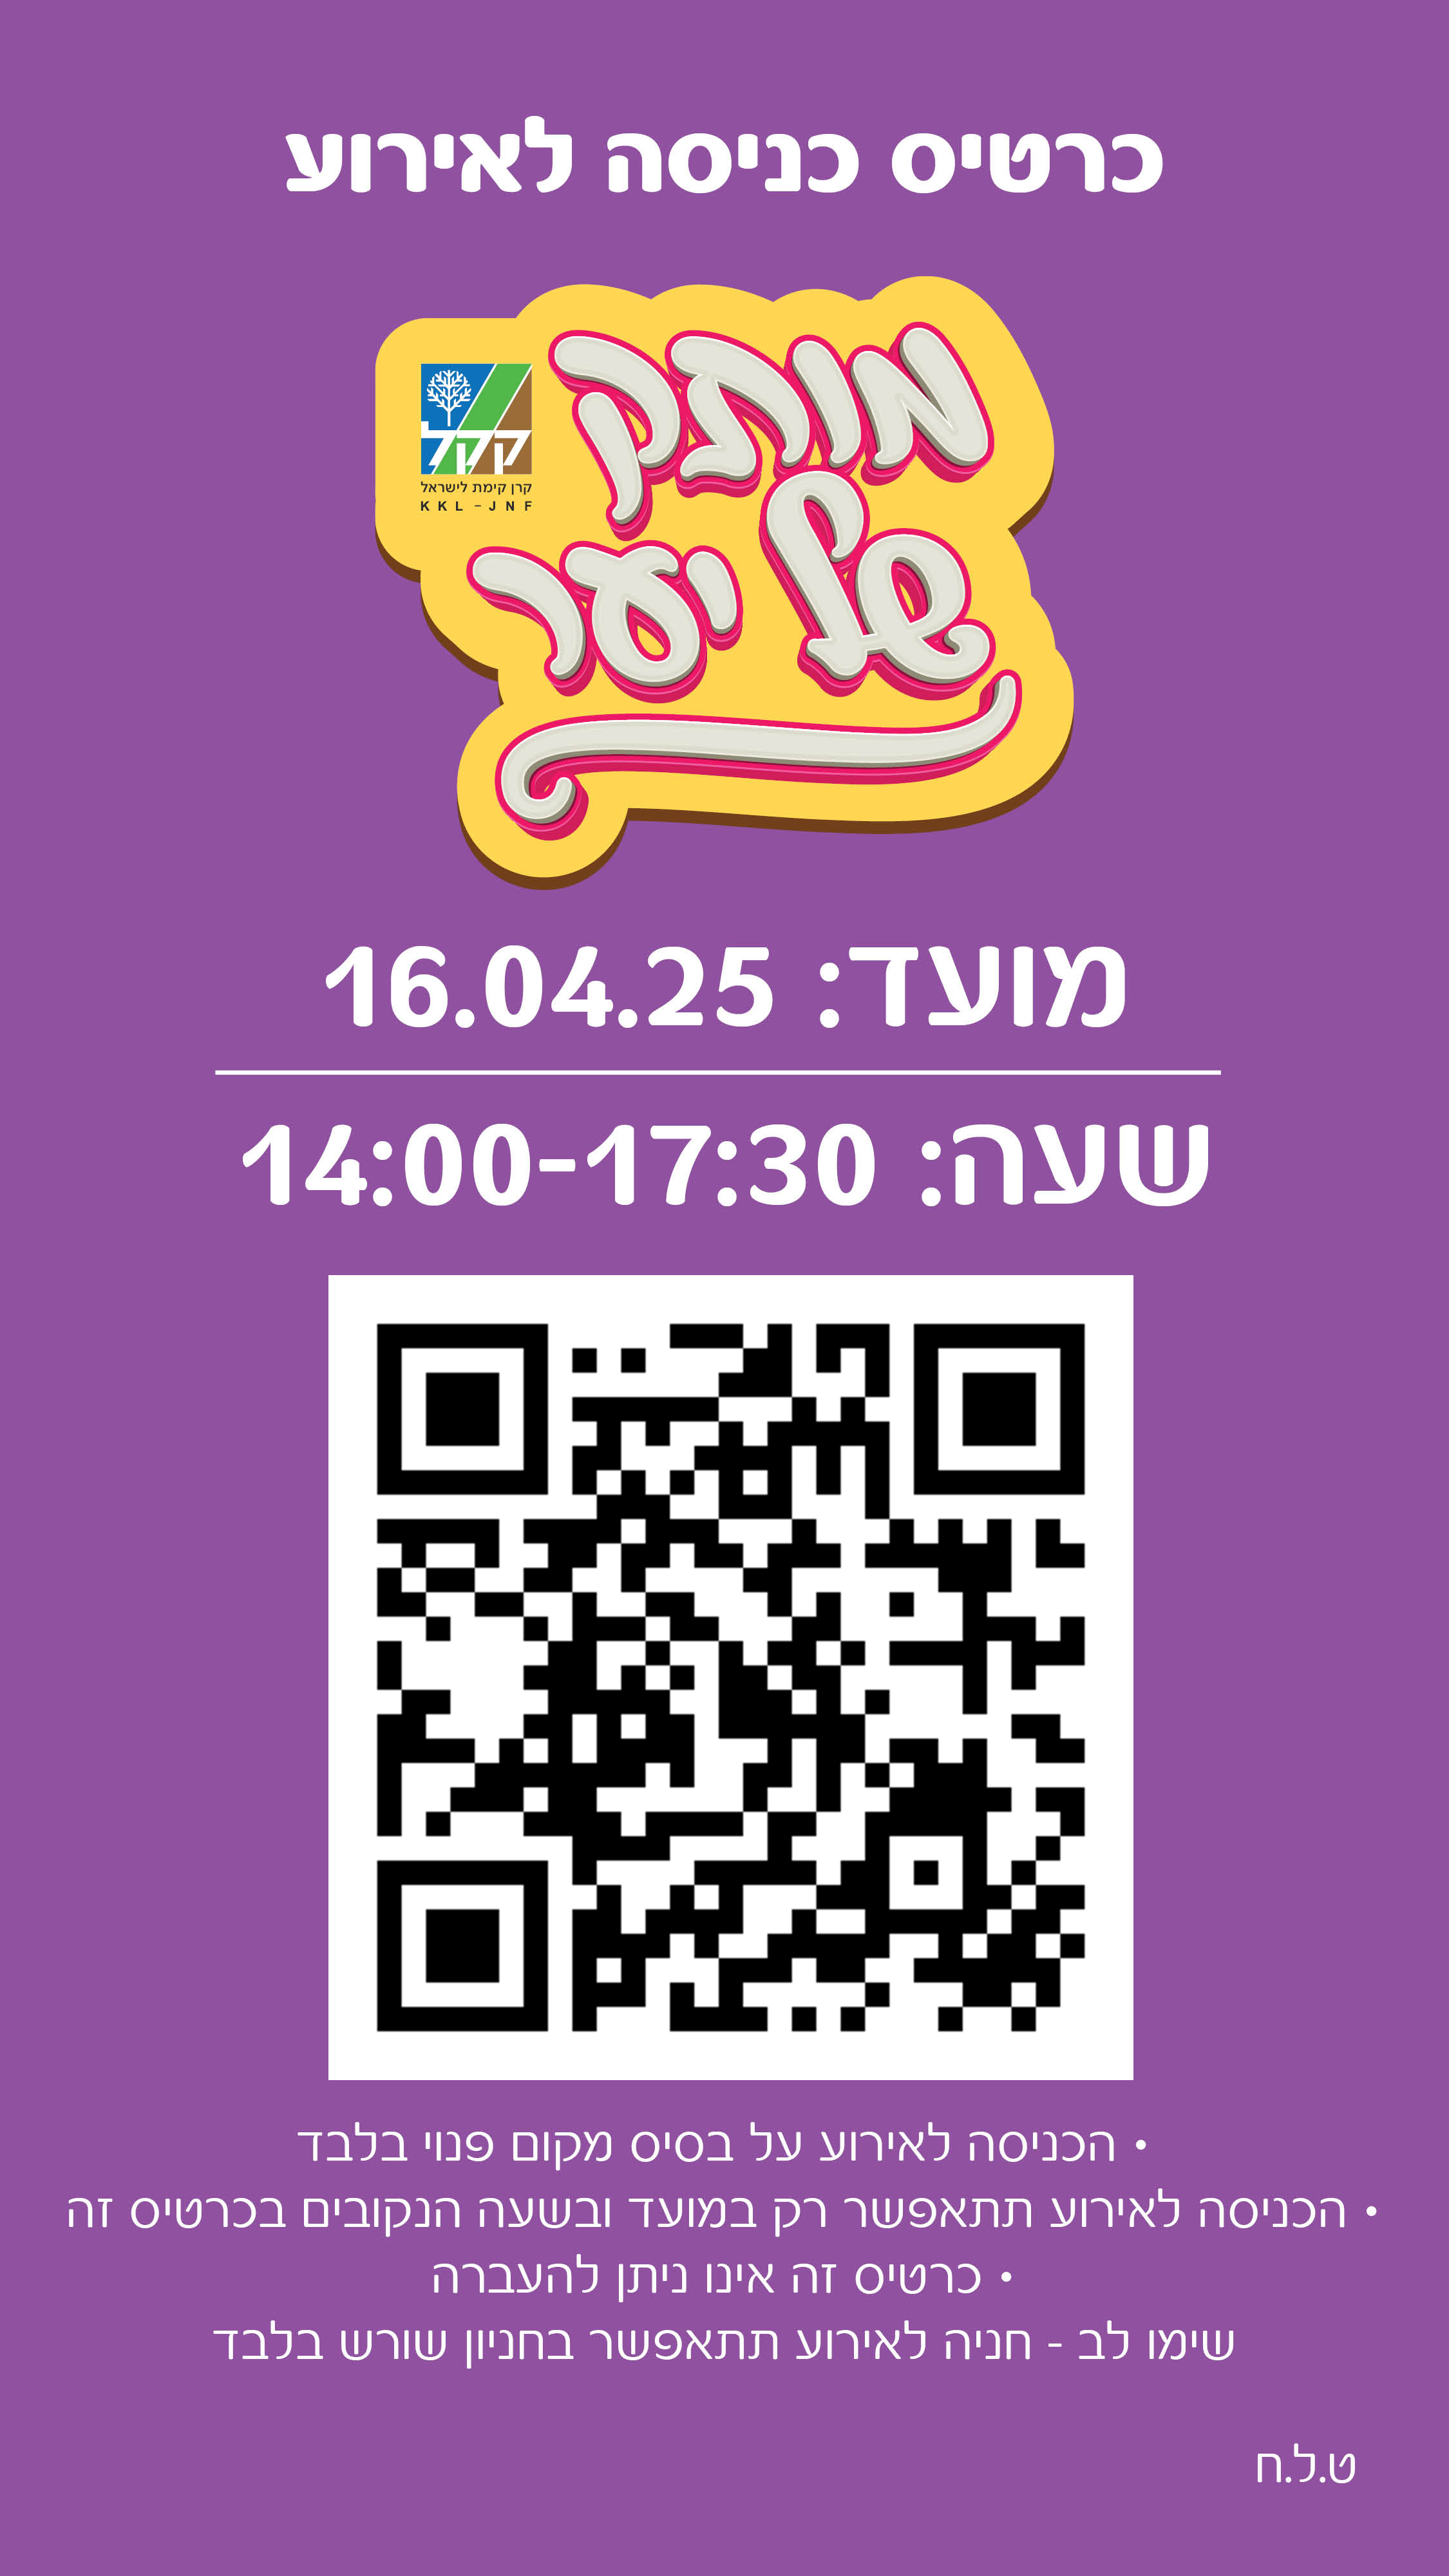 כרטיס כניסה לאירוע
מותק
של יער
קקל
קרן קימת לישראל
KKL-JNF
מועד: 16.04.25
שעה: 14:00-17:30
• הכניסה לאירוע על בסיס מקום פנוי בלבד
• הכניסה לאירוע תתאפשר רק במועד ובשעה הנקובים בכרטיס זה
• כרטיס זה אינו ניתן להעברה
שימו לב - חניה לאירוע תתאפשר בחניון שורש בלבד
ט.ל.ח